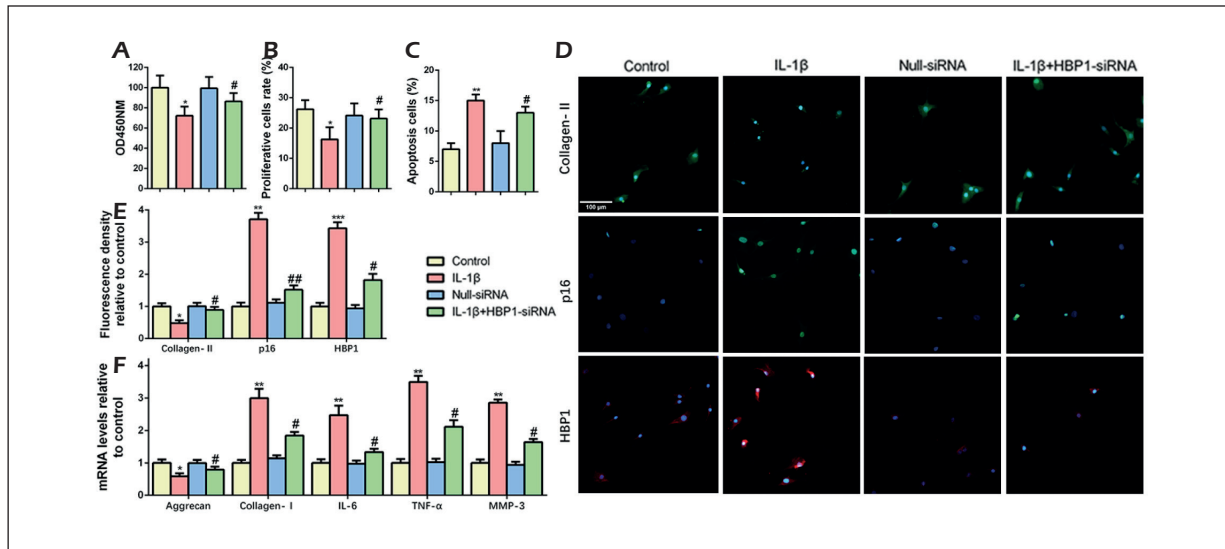 A
OD450NM
120
100
80
60
40
20
0
*
#
B
Proliferative cells rate (%)
40
30
20
10
0
*
#
C
Apoptosis cells (%)
20
15
10
5
0
**
#
D
Control
IL-1β
Null-siRNA
IL-1β+HBP1-siRNA
Collagen- II
100 μm
p16
HBP1
E
Fluorescence density
relative to control
4
3
2
1
0
*
#
**
##
***
#
Collagen- II
p16
HBP1
Control
IL-1β
Null-siRNA
IL-1β+HBP1-siRNA
F
mRNA levels relative
to control
4
3
2
1
0
*
#
**
#
**
#
**
#
**
#
Aggrecan
Collagen- I
IL-6
TNF-α
MMP-3